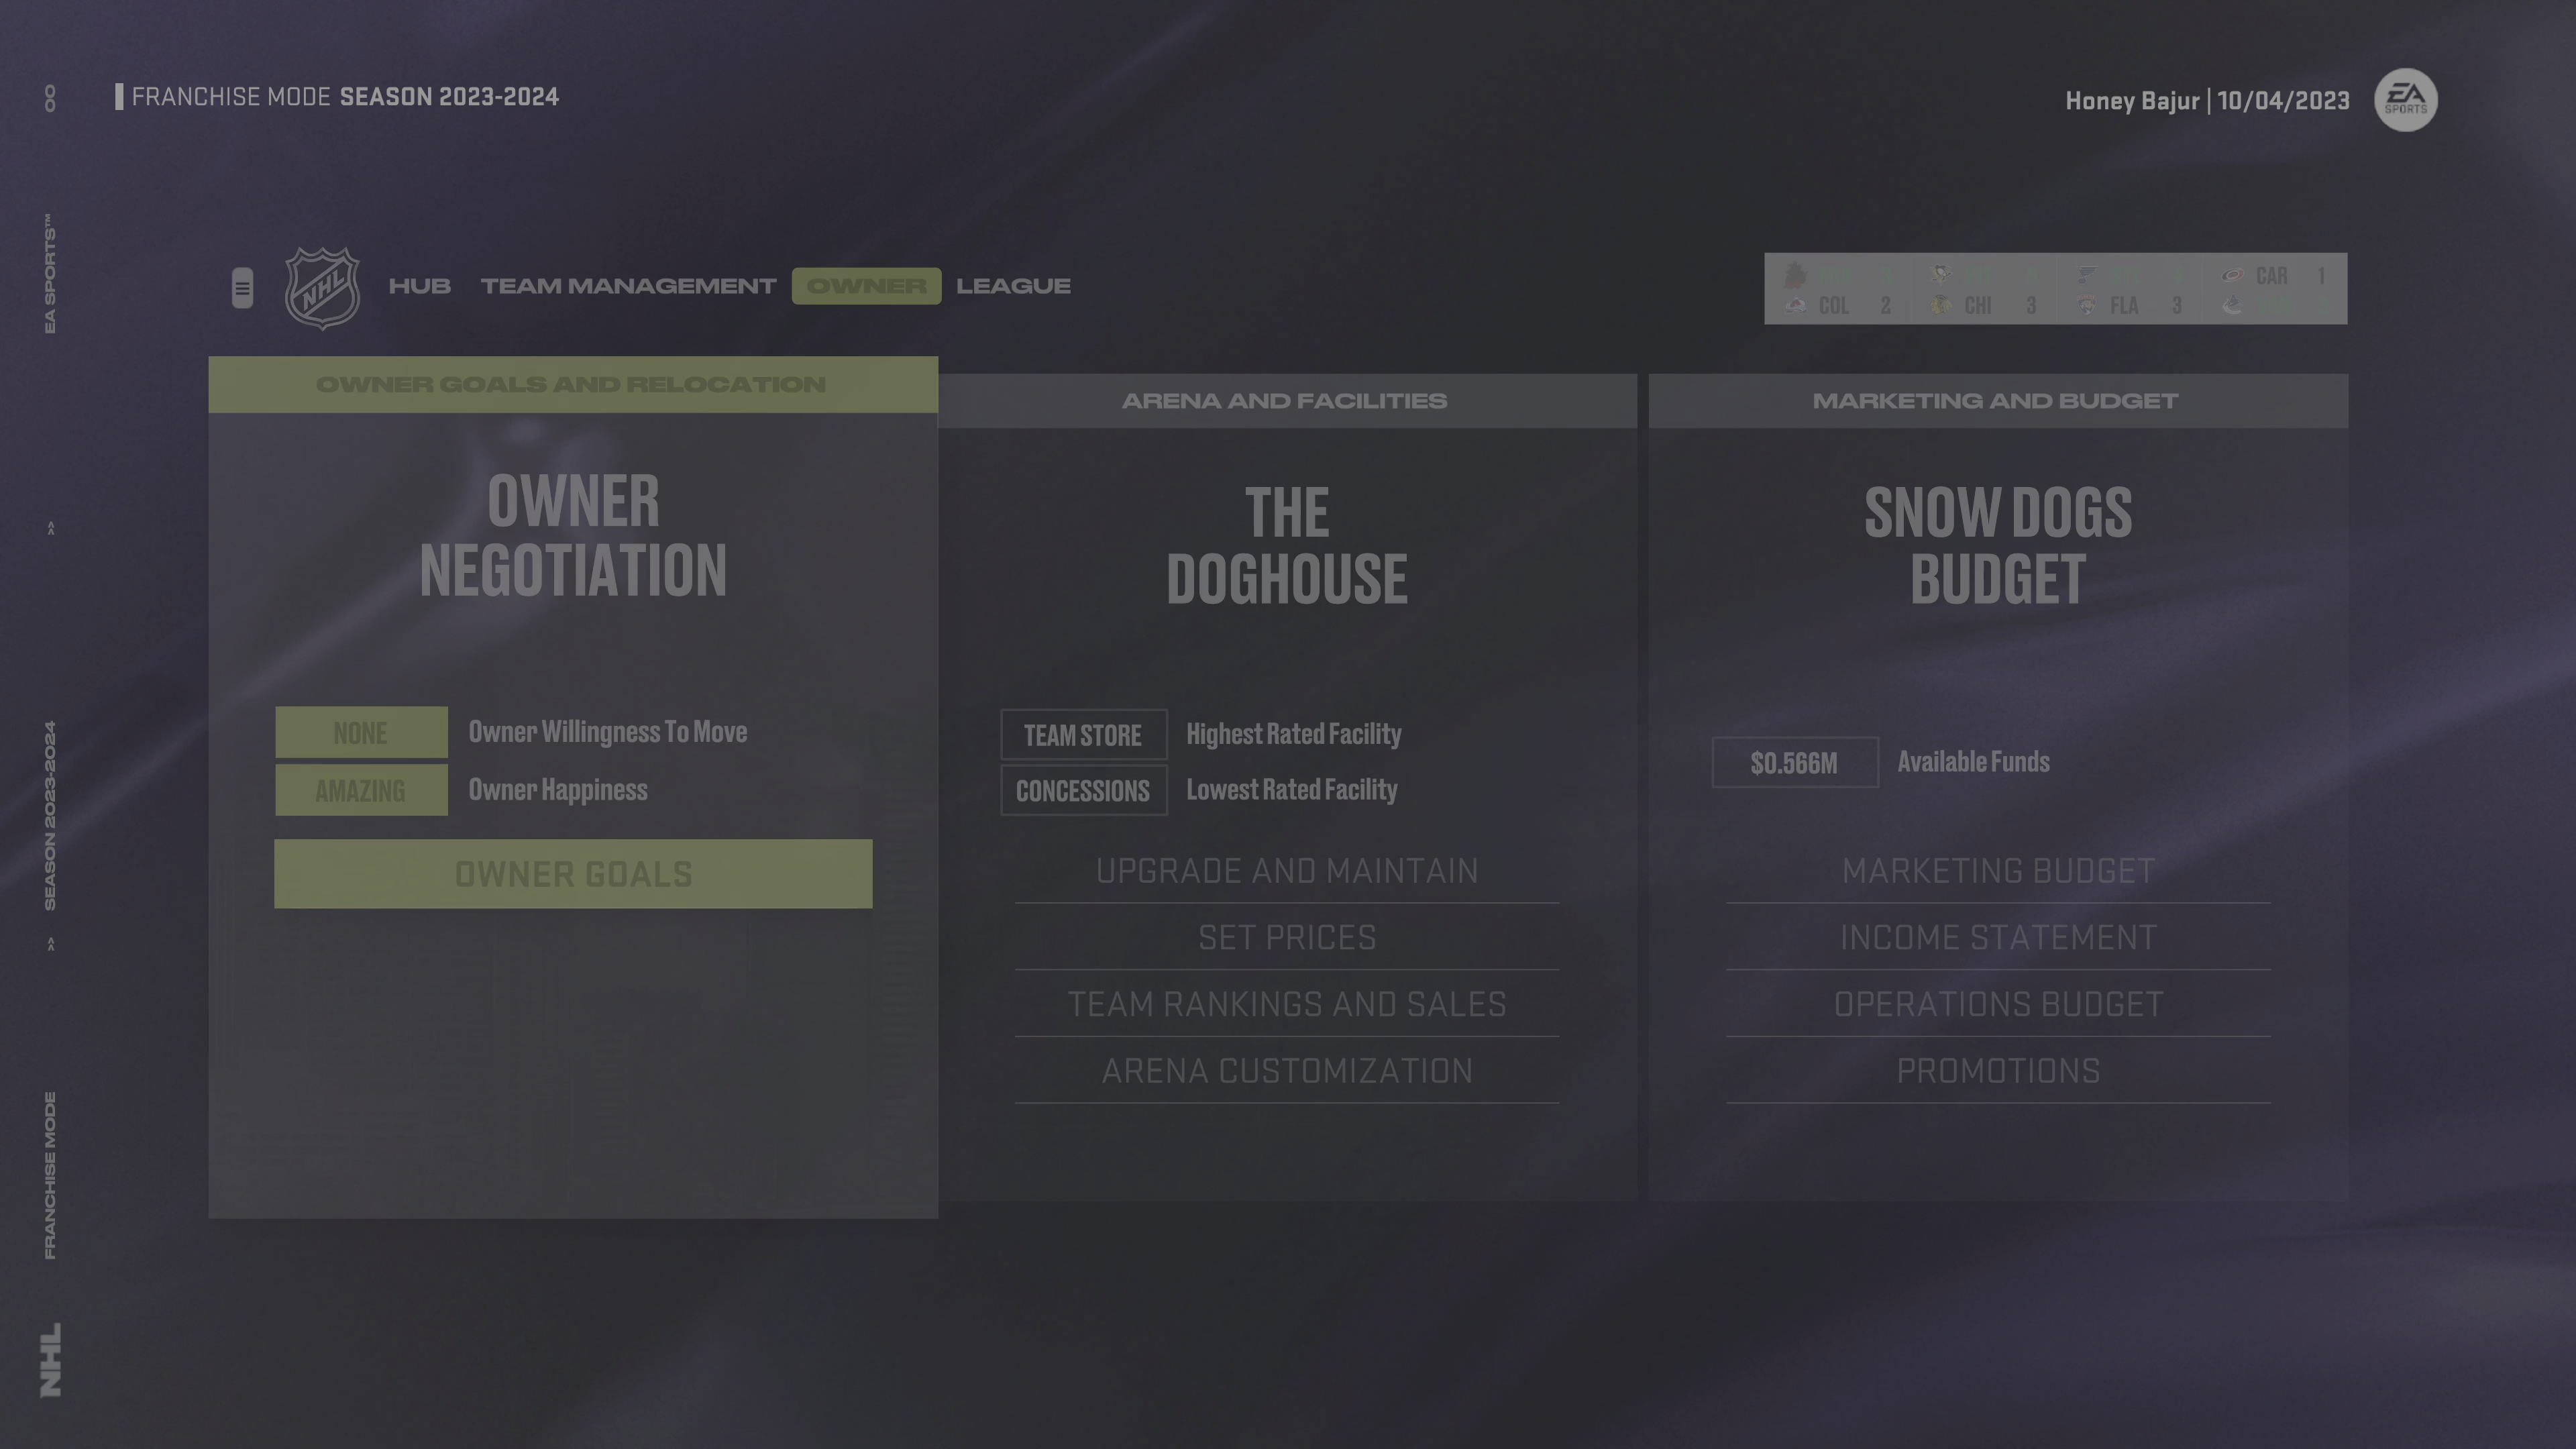 FRANCHISE MODE SEASON 2023-2024
Honey Bajur | 10/04/2023
EA SPORTS
NHL
HUB
TEAM MANAGEMENT
OWNER
LEAGUE
CAR 1
COL 2
CHI 3
FLA 3
OWNER GOALS AND RELOCATION
OWNER
NEGOTIATION
NONE Owner Willingness To Move
AMAZING Owner Happiness
OWNER GOALS
ARENA AND FACILITIES
THE
DOGHOUSE
TEAM STORE Highest Rated Facility
CONCESSIONS Lowest Rated Facility
UPGRADE AND MAINTAIN
SET PRICES
TEAM RANKINGS AND SALES
ARENA CUSTOMIZATION
MARKETING AND BUDGET
SNOW DOGS
BUDGET
$0.566M Available Funds
MARKETING BUDGET
INCOME STATEMENT
OPERATIONS BUDGET
PROMOTIONS
NHL
FRANCHISE MODE
>>
SEASON 2023-2024
>>
EA SPORTS™